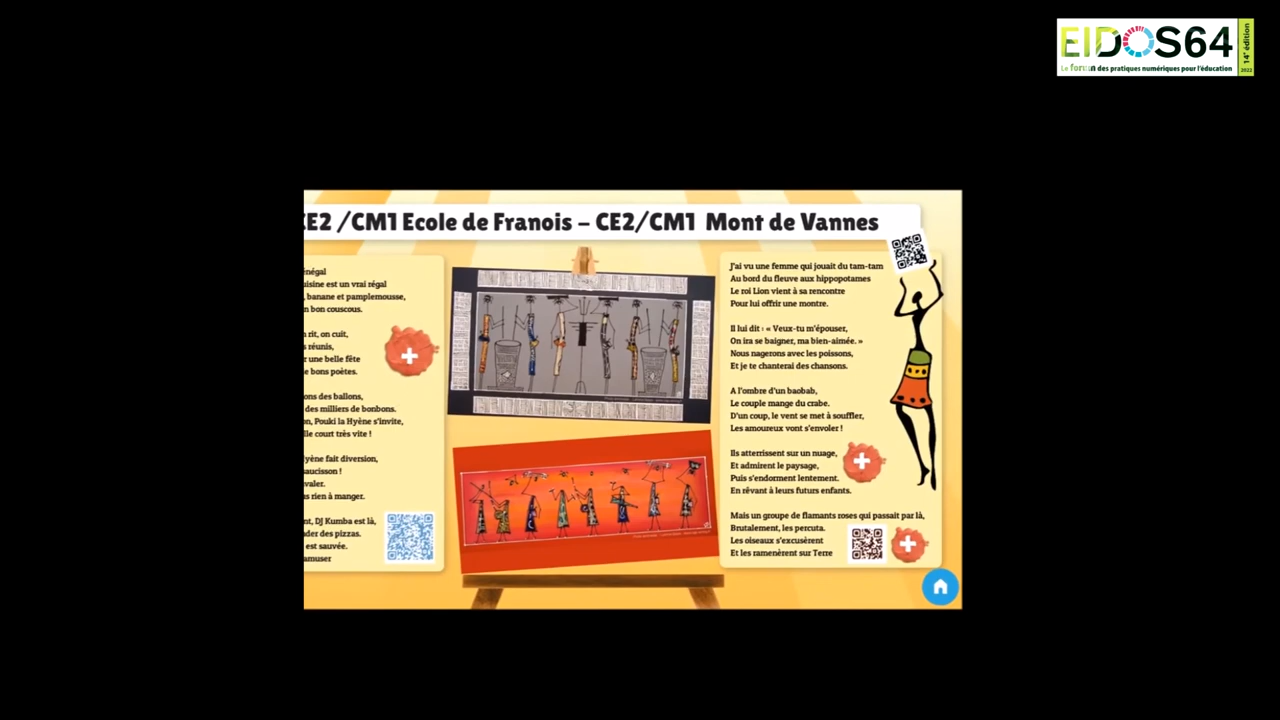 EIDOS64
Le forum des pratiques numériques pour l'éducation
14e édition
2022
CE2 /CM1 Ecole de Franois – CE2/CM1 Mont de Vannes
énégal
uisine est un vrai régal
, banane et pamplemousse,
n bon couscous.
rit, on cuit,
s réunis,
r une belle fête
e bons poètes.
ons des ballons,
des milliers de bonbons.
on, Pouki la Hyène s'invite,
lle court très vite !
yène fait diversion,
saucisson !
valer.
us rien à manger.
nt, DJ Kumba est là,
der des pizzas.
est sauvée.
amuser
J'ai vu une femme qui jouait du tam-tam
Au bord du fleuve aux hippopotames
Le roi Lion vient à sa rencontre
Pour lui offrir une montre.
Il lui dit : « Veux-tu m'épouser,
On ira se baigner, ma bien-aimée. »
Nous nagerons avec les poissons,
Et je te chanterai des chansons.
A l'ombre d'un baobab,
Le couple mange du crabe.
D'un coup, le vent se met à souffler,
Les amoureux vont s'envoler !
Ils atterrissent sur un nuage,
Et admirent le paysage,
Puis s'endorment lentement.
En rêvant à leurs futurs enfants.
Mais un groupe de flamants roses qui passait par là,
Brutalement, les percuta.
Les oiseaux s'excusèrent
Et les ramenèrent sur Terre